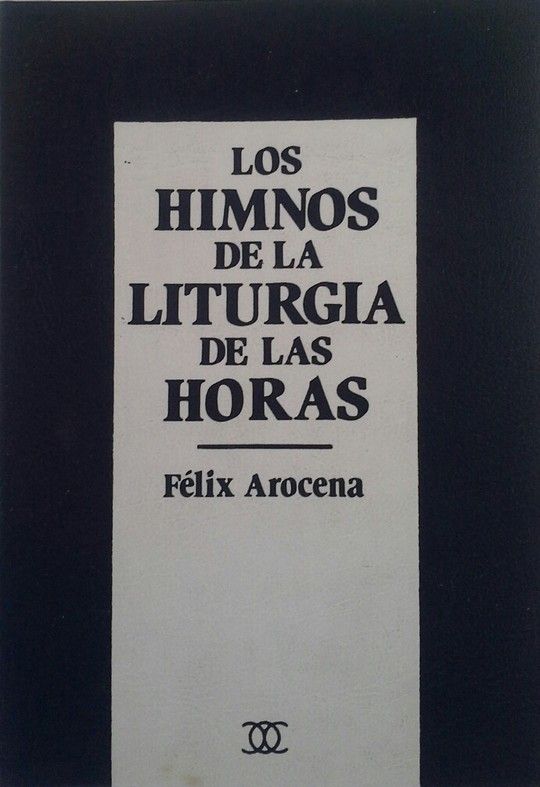 LOS
HIMNOS
DE LA
LITURGIA
DE LAS
HORAS
Félix Arocena